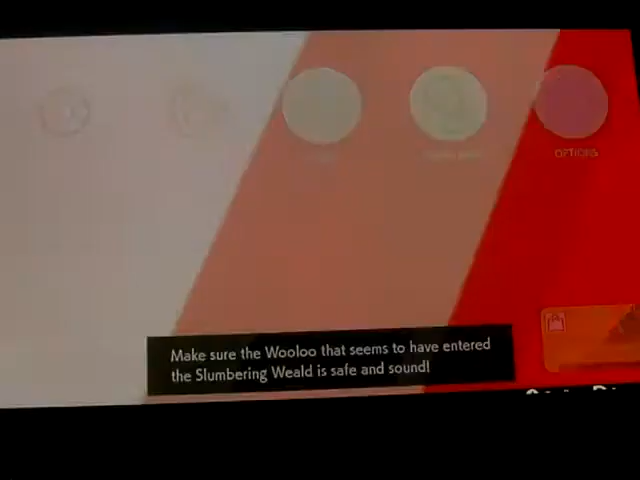 OPTIONS
Make sure the Wooloo that seems to have entered
the Slumbering Weald is safe and sound!